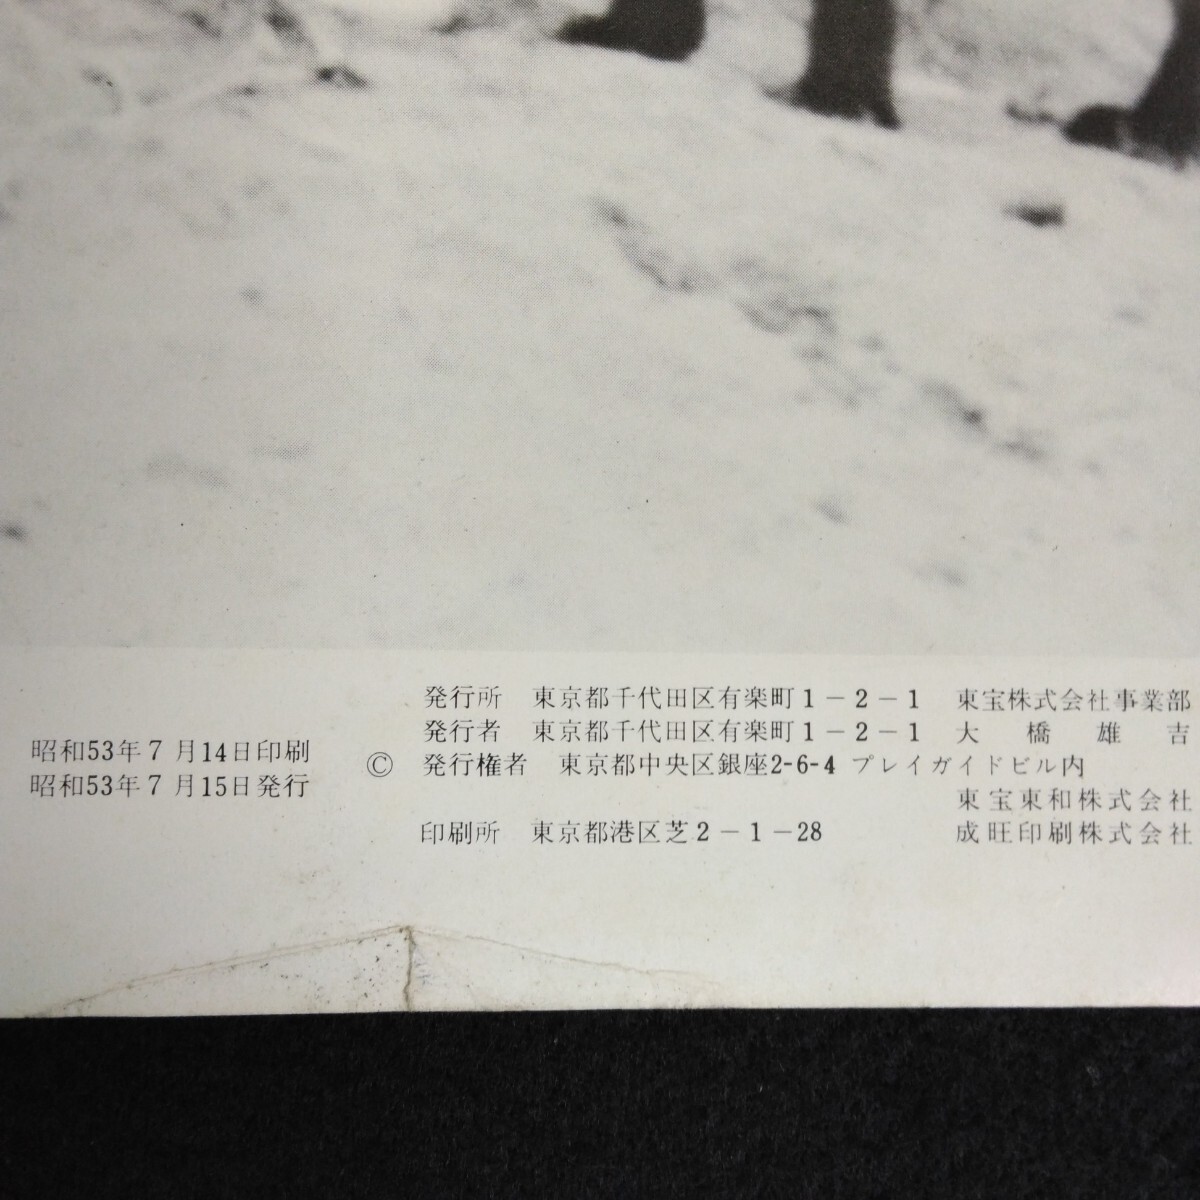 昭和53年7月14日印刷
昭和53年7月15日発行
発行所 東京都千代田区有楽町1-2-1 東宝株式会社事業部
発行者 東京都千代田区有楽町1-2-1 大橋雄吉
© 発行権者 東京都中央区銀座2-6-4 プレイガイドビル内
東宝東和株式会社
印刷所 東京都港区芝2-1-28 成旺印刷株式会社